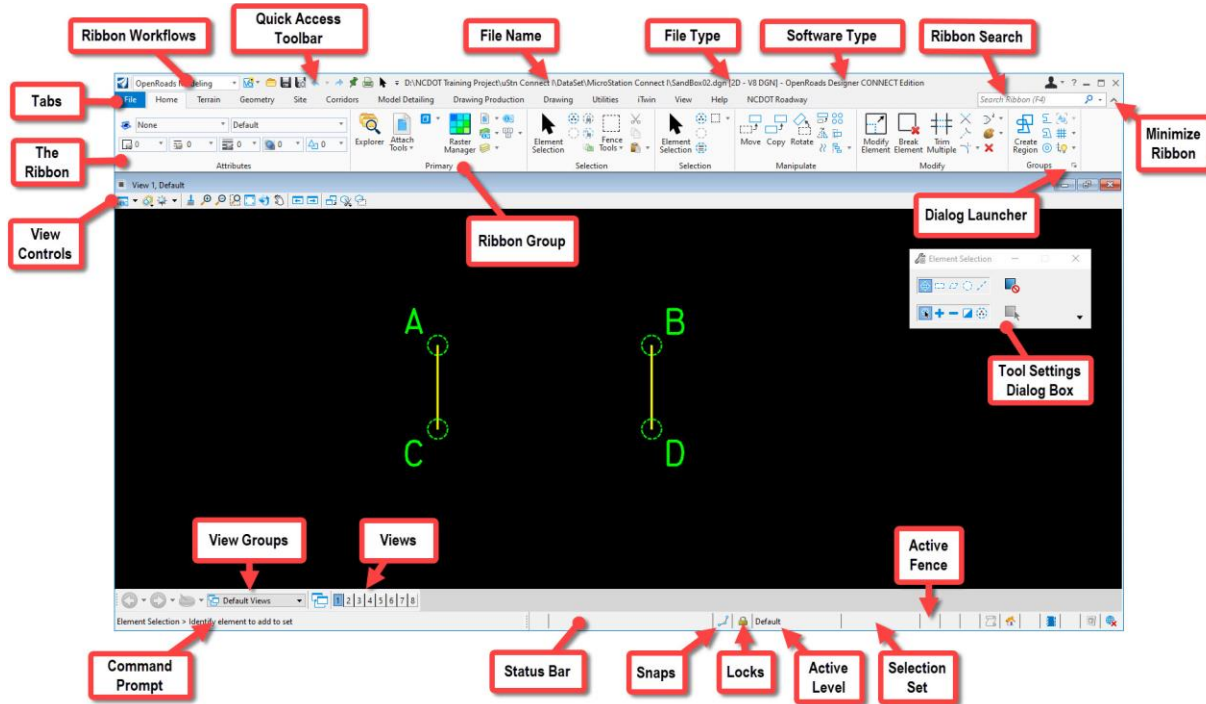 Ribbon Workflows
Quick Access
Toolbar
File Name
File Type
Software Type
Ribbon Search
OpenRoads Modeling
D:\NCDOT Training Project\uStn Connect I\DataSet\MicroStation Connect I\SandBox02.dgn [2D - V8 DGN] - OpenRoads Designer CONNECT Edition
Tabs
File Home Terrain Geometry Site Corridors Model Detailing Drawing Production Drawing Utilities iTwin View Help NCDOT Roadway
Search Ribbon (F4)
Minimize
Ribbon
The
Ribbon
None Default
0 0 0 0 0
Explorer
Attach
Tools
Raster
Manager
Element
Selection
Fence
Tools
Element
Selection
Move Copy Rotate
Modify
Element
Break
Element
Trim
Multiple
Create
Region
Attributes Primary Selection Selection Manipulate Modify Groups
View 1, Default
View
Controls
Ribbon Group
Dialog Launcher
Element Selection
A
B
Tool Settings
Dialog Box
C
D
View Groups
Views
Active
Fence
Default Views
1 2 3 4 5 6 7 8
Element Selection > Identify element to add to set
Default
Command
Prompt
Status Bar
Snaps
Locks
Active
Level
Selection
Set